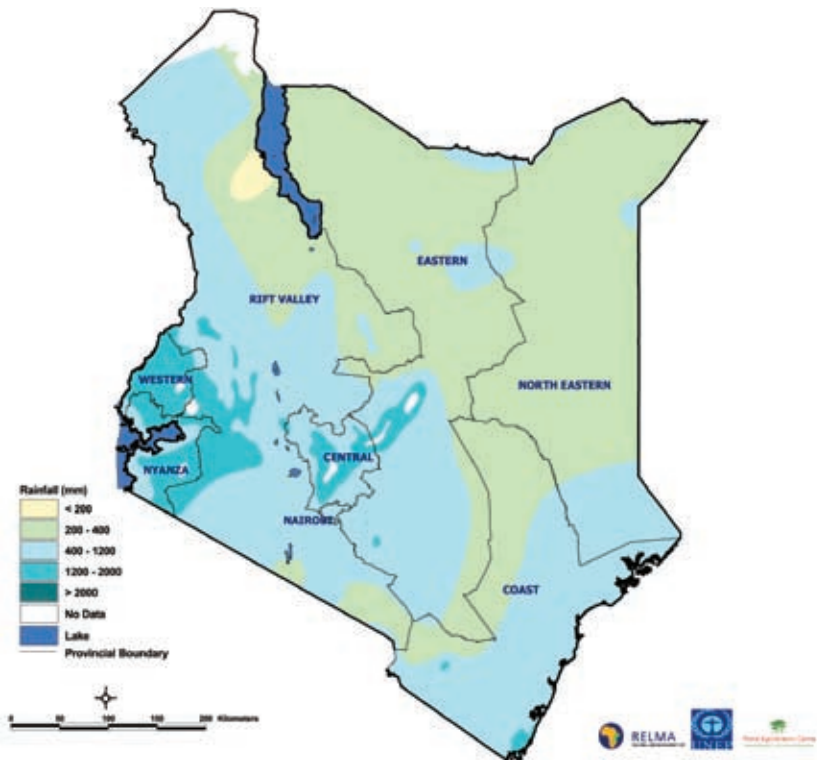 EASTERN
RIFT VALLEY
WESTERN
NORTH EASTERN
NYANZA
CENTRAL
NAIROBI
COAST
Rainfall (mm)
< 200
200 - 400
400 - 1200
1200 - 2000
> 2000
No Data
Lake
Provincial Boundary
0 50 100 200 Kilometers
RELMA
UNEP